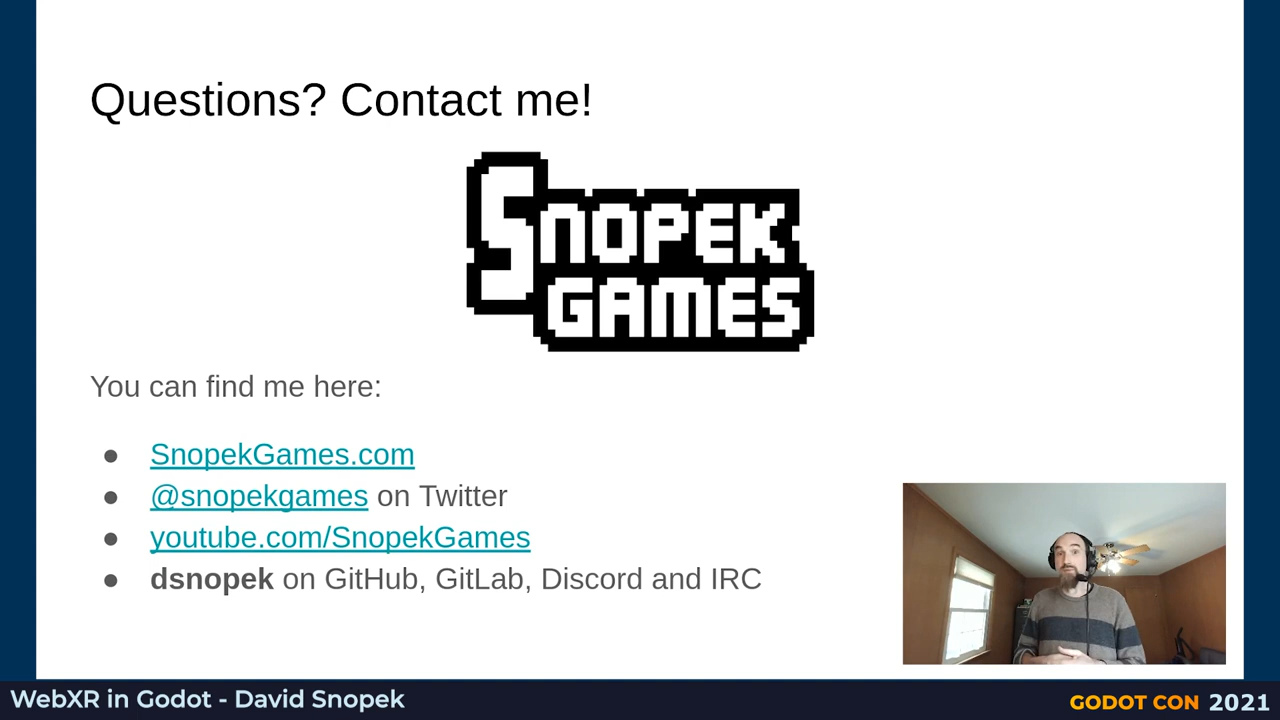 Questions? Contact me!
SNOPEK
GAMES
You can find me here:
● SnopekGames.com
● @snopekgames on Twitter
● youtube.com/SnopekGames
● dsnopek on GitHub, GitLab, Discord and IRC
WebXR in Godot - David Snopek
GODOT CON 2021